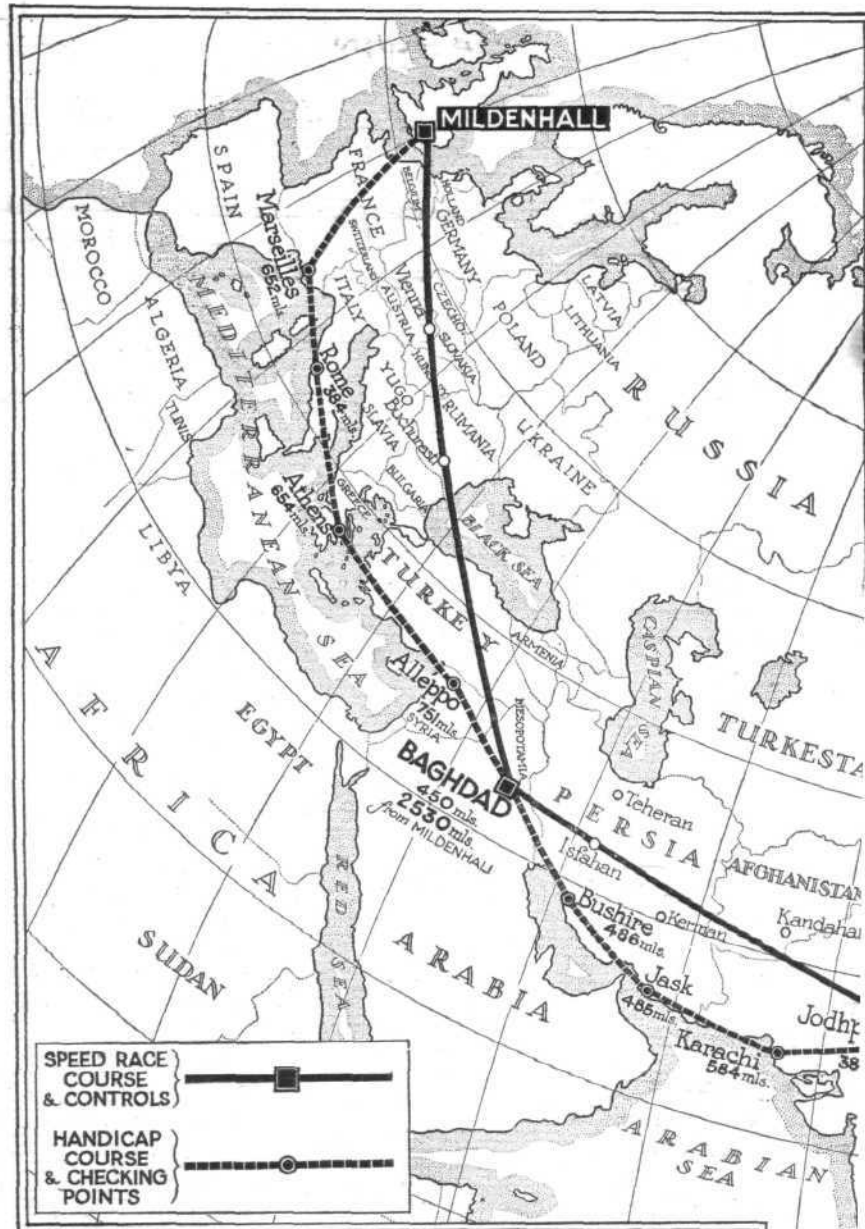 MILDENHALL
SPAIN
FRANCE
BELGIUM
HOLLAND
GERMANY
MOROCCO
Marseilles
652 mls.
SWITZERLAND
ITALY
Vienna
AUSTRIA
CZECHO-
SLOVAKIA
POLAND
LATVIA
LITHUANIA
RUSSIA
ALGERIA
MEDITERRANEAN SEA
Rome
384 mls.
YUGO
SLAVIA
RUMANIA
UKRAINE
TUNIS
BULGARIA
Athens
654 mls.
GREECE
BLACK SEA
LIBYA
TURKEY
ARMENIA
CASPIAN SEA
Alleppo
751 mls.
SYRIA
MESOPOTAMIA
TURKESTA
AFRICA
EGYPT
BAGHDAD
450 mls.
2530 mls.
from MILDENHALL
PERSIA
Teheran
Isfahan
AFGHANISTAN
Kerman
Kandahar
Bushire
486 mls.
RED SEA
ARABIA
SUDAN
Jask
485 mls.
Karachi
584 mls.
Jodhp
38
ARABIAN
SEA
SPEED RACE
COURSE
& CONTROLS
HANDICAP
COURSE
& CHECKING
POINTS